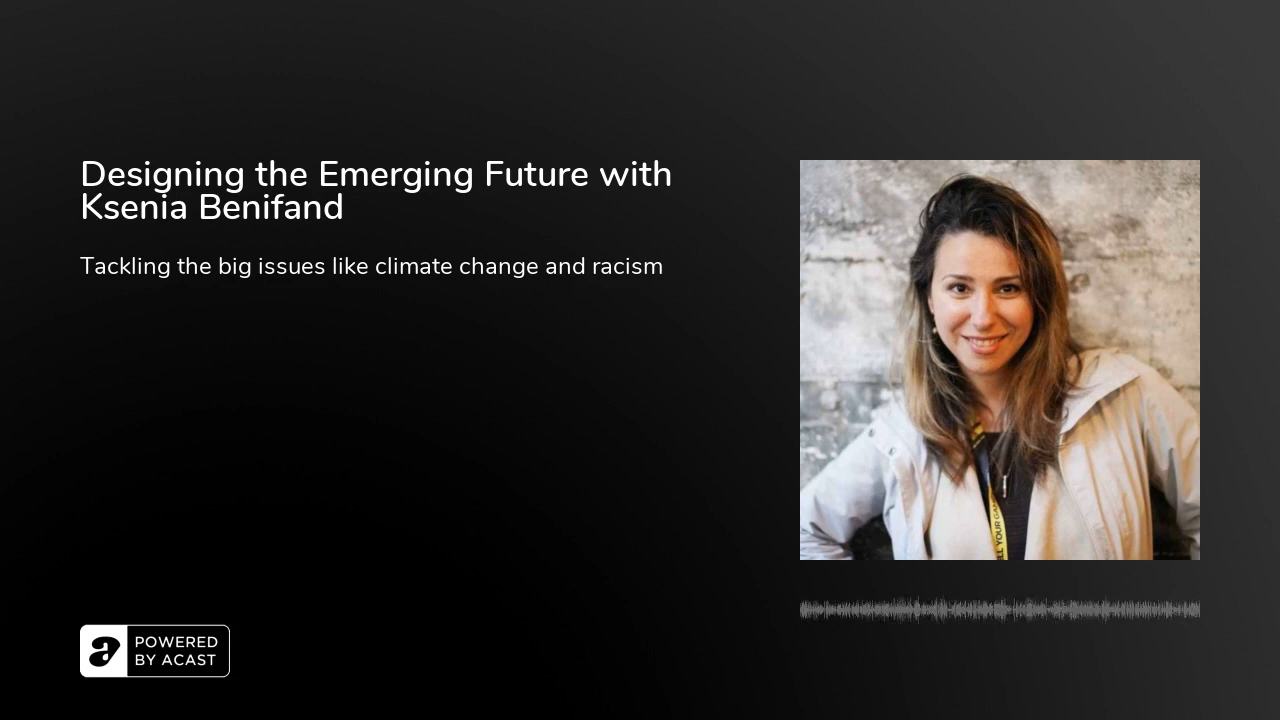 Designing the Emerging Future with
Ksenia Benifand
Tackling the big issues like climate change and racism
POWERED
BY ACAST